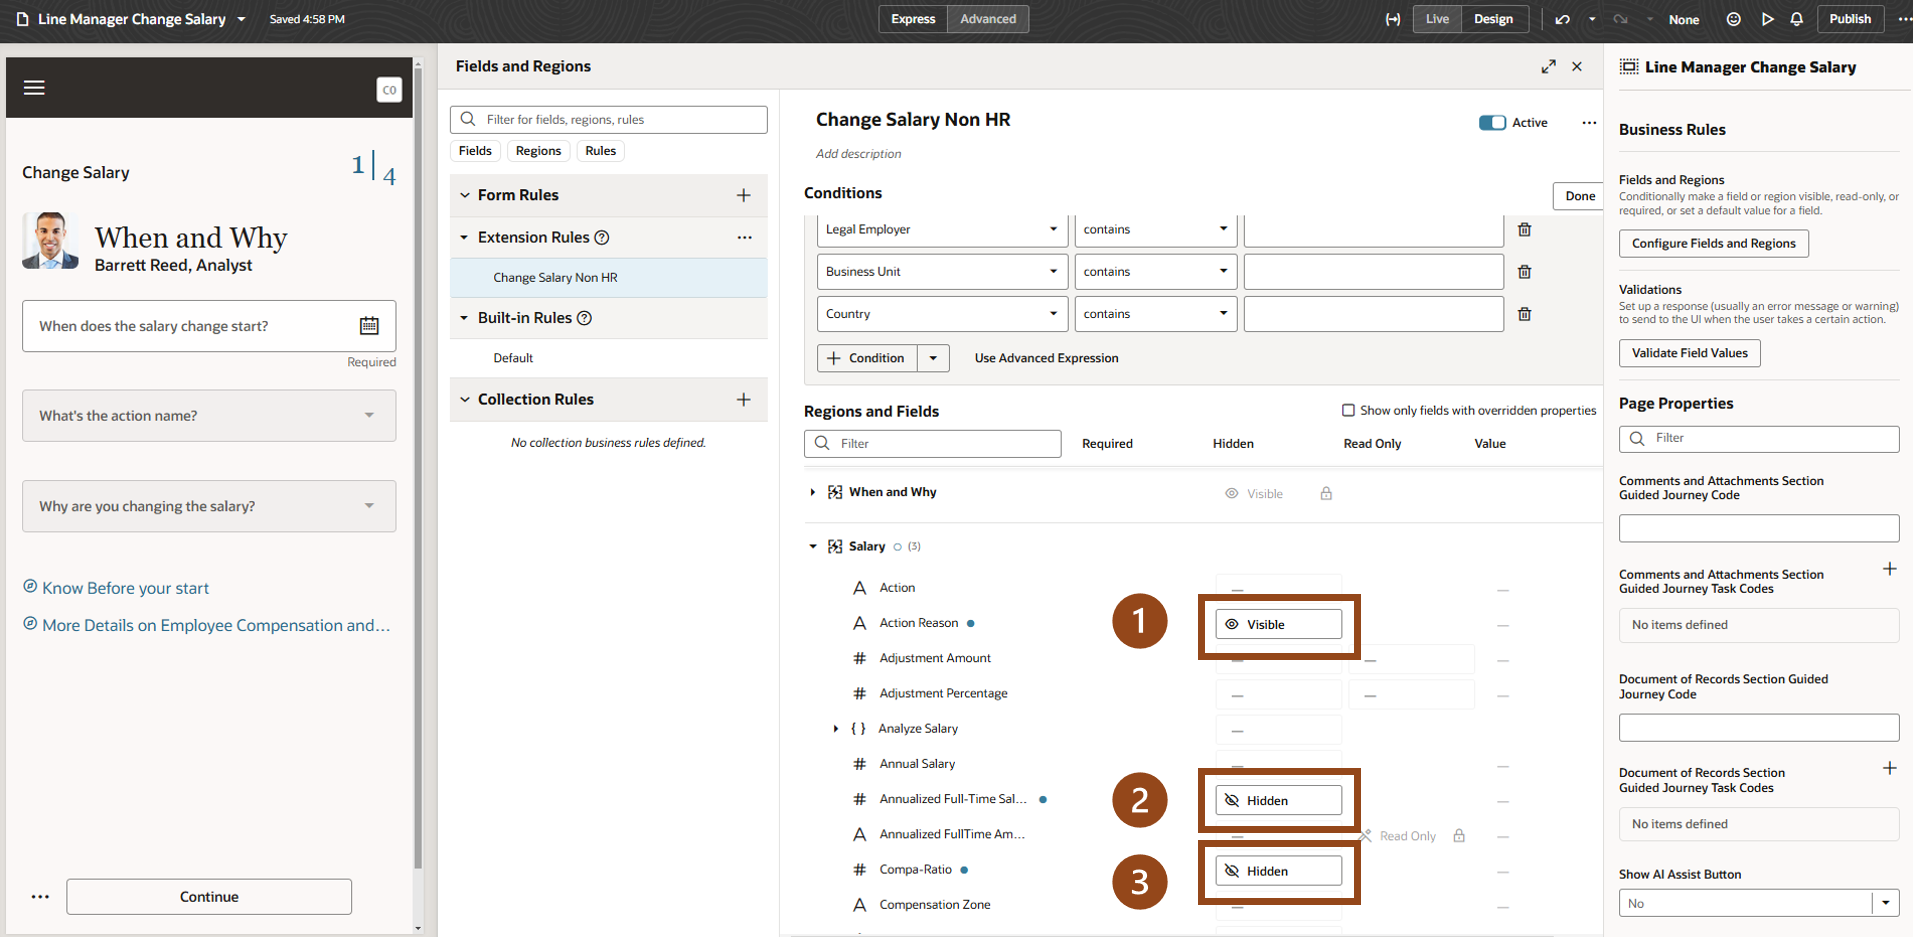 Line Manager Change Salary
Saved 4:58 PM
Express
Advanced
Live
Design
None
Publish
CO
Change Salary
1
4
When and Why
Barrett Reed, Analyst
When does the salary change start?
Required
What's the action name?
Why are you changing the salary?
Know Before your start
More Details on Employee Compensation and...
Continue
Fields and Regions
Filter for fields, regions, rules
Fields
Regions
Rules
Form Rules
Extension Rules
Change Salary Non HR
Built-in Rules
Default
Collection Rules
No collection business rules defined.
Change Salary Non HR
Active
Add description
Conditions
Done
Legal Employer
contains
Business Unit
contains
Country
contains
Condition
Use Advanced Expression
Regions and Fields
Show only fields with overridden properties
Filter
Required
Hidden
Read Only
Value
When and Why
Visible
Salary
(3)
Action
Action Reason
1
Visible
Adjustment Amount
Adjustment Percentage
Analyze Salary
Annual Salary
Annualized Full-Time Sal...
2
Hidden
Annualized FullTime Am...
Read Only
Compa-Ratio
3
Hidden
Compensation Zone
Line Manager Change Salary
Business Rules
Fields and Regions
Conditionally make a field or region visible, read-only, or
required, or set a default value for a field.
Configure Fields and Regions
Validations
Set up a response (usually an error message or warning)
to send to the UI when the user takes a certain action.
Validate Field Values
Page Properties
Filter
Comments and Attachments Section
Guided Journey Code
Comments and Attachments Section
Guided Journey Task Codes
No items defined
Document of Records Section Guided
Journey Code
Document of Records Section
Guided Journey Task Codes
No items defined
Show AI Assist Button
No